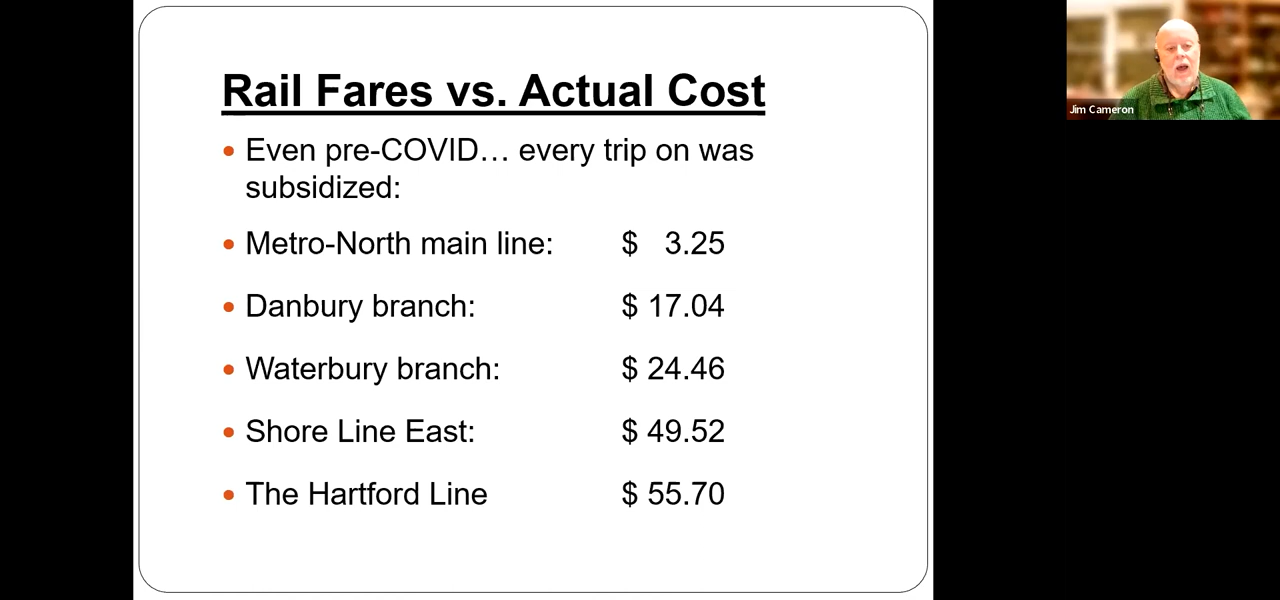 Rail Fares vs. Actual Cost
Even pre-COVID… every trip on was
subsidized:
Metro-North main line: $ 3.25
Danbury branch: $ 17.04
Waterbury branch: $ 24.46
Shore Line East: $ 49.52
The Hartford Line $ 55.70
Jim Cameron